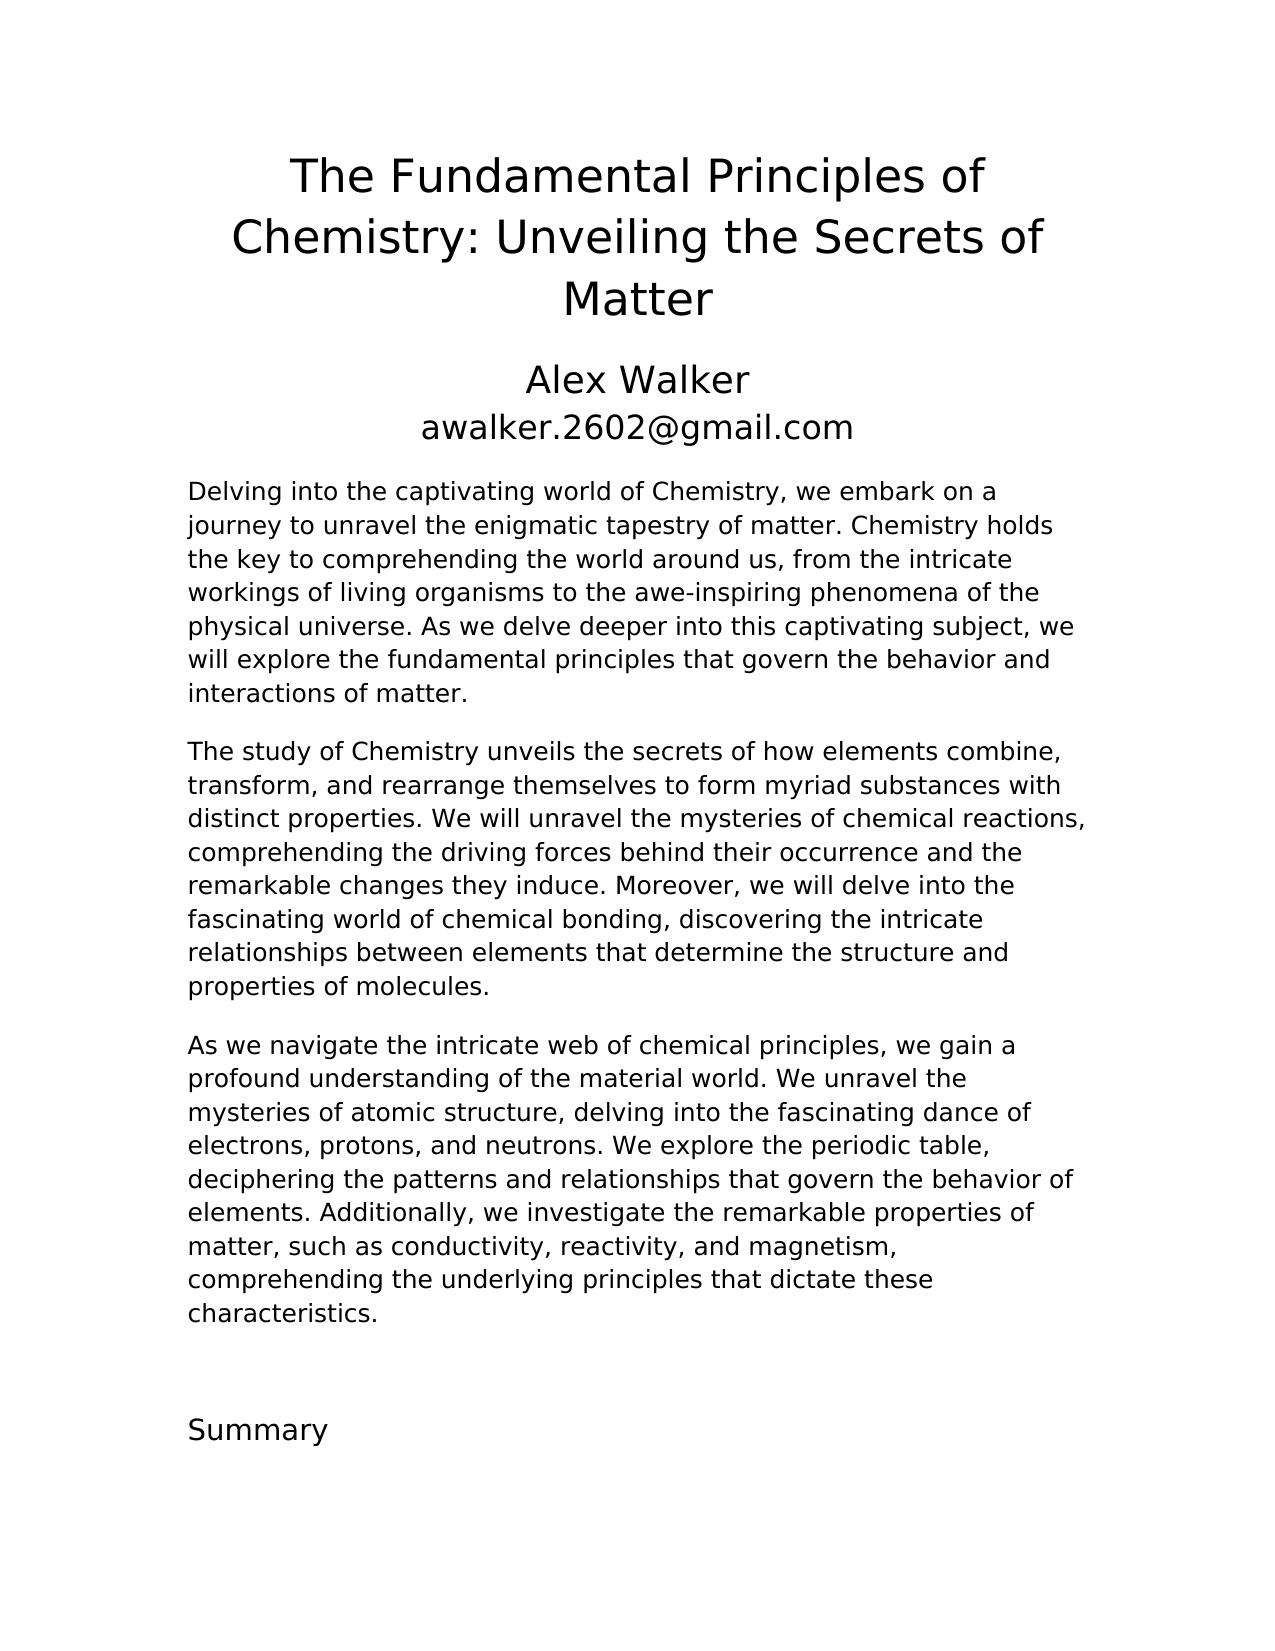 The Fundamental Principles of
Chemistry: Unveiling the Secrets of
Matter
Alex Walker
awalker.2602@gmail.com
Delving into the captivating world of Chemistry, we embark on a
journey to unravel the enigmatic tapestry of matter. Chemistry holds
the key to comprehending the world around us, from the intricate
workings of living organisms to the awe-inspiring phenomena of the
physical universe. As we delve deeper into this captivating subject, we
will explore the fundamental principles that govern the behavior and
interactions of matter.
The study of Chemistry unveils the secrets of how elements combine,
transform, and rearrange themselves to form myriad substances with
distinct properties. We will unravel the mysteries of chemical reactions,
comprehending the driving forces behind their occurrence and the
remarkable changes they induce. Moreover, we will delve into the
fascinating world of chemical bonding, discovering the intricate
relationships between elements that determine the structure and
properties of molecules.
As we navigate the intricate web of chemical principles, we gain a
profound understanding of the material world. We unravel the
mysteries of atomic structure, delving into the fascinating dance of
electrons, protons, and neutrons. We explore the periodic table,
deciphering the patterns and relationships that govern the behavior of
elements. Additionally, we investigate the remarkable properties of
matter, such as conductivity, reactivity, and magnetism,
comprehending the underlying principles that dictate these
characteristics.
Summary